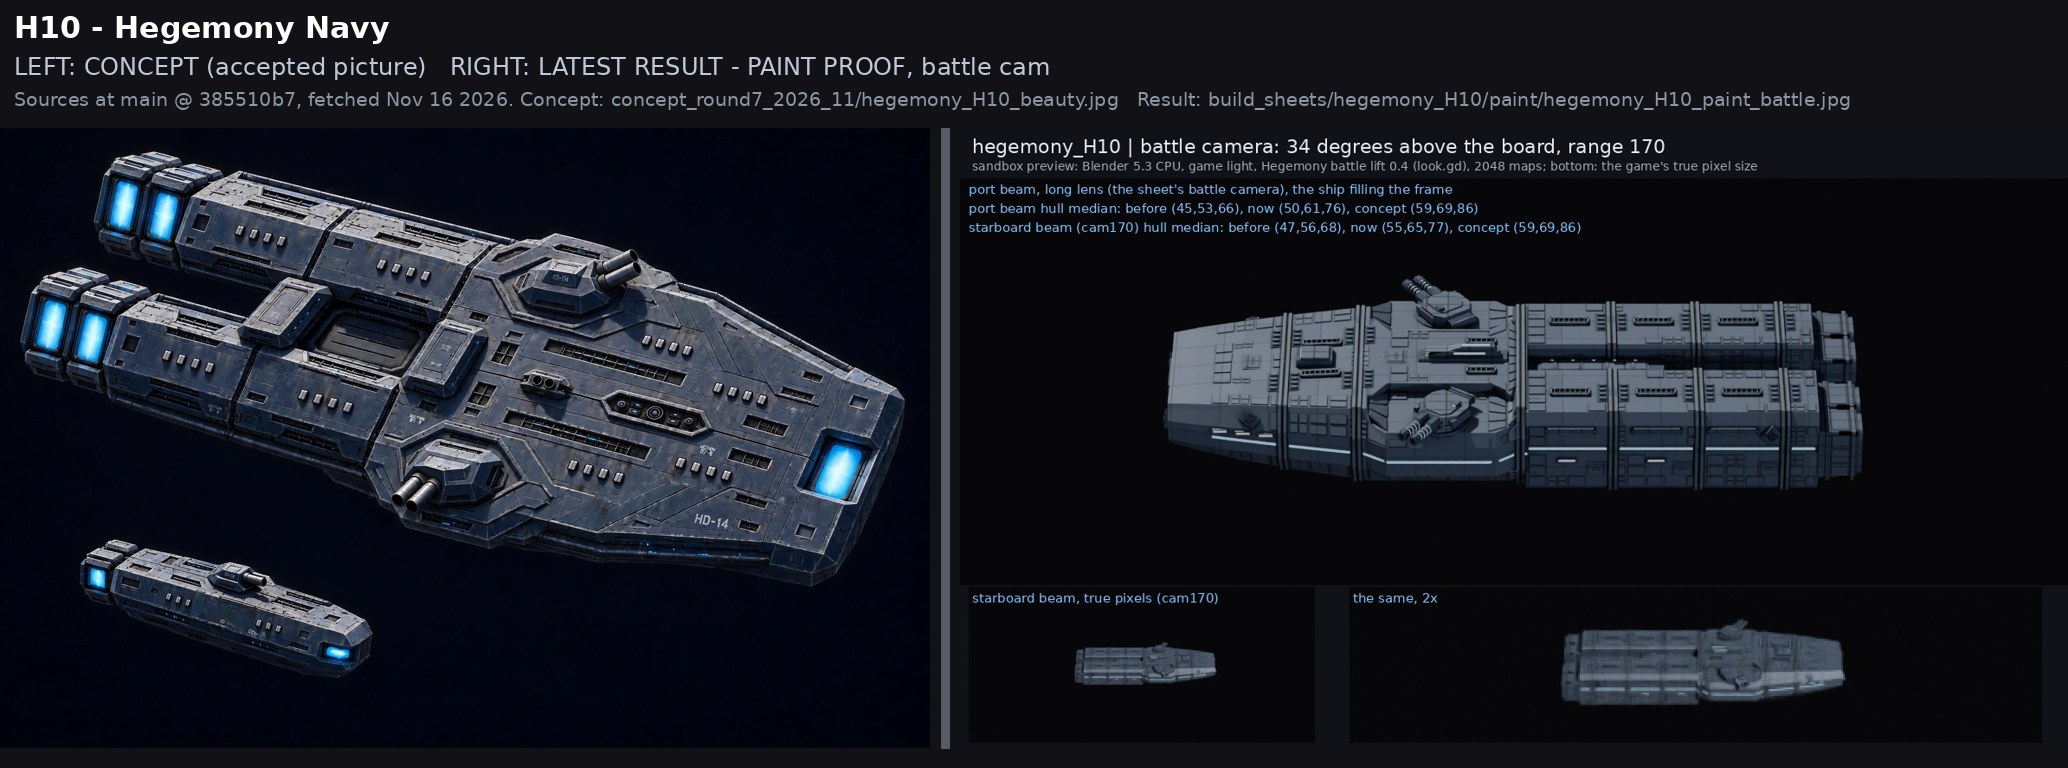 H10 - Hegemony Navy
LEFT: CONCEPT (accepted picture) RIGHT: LATEST RESULT - PAINT PROOF, battle cam
Sources at main @ 385510b7, fetched Nov 16 2026. Concept: concept_round7_2026_11/hegemony_H10_beauty.jpg Result: build_sheets/hegemony_H10/paint/hegemony_H10_paint_battle.jpg
HD-14
hegemony_H10 | battle camera: 34 degrees above the board, range 170
sandbox preview: Blender 5.3 CPU, game light, Hegemony battle lift 0.4 (look.gd), 2048 maps; bottom: the game's true pixel size
port beam, long lens (the sheet's battle camera), the ship filling the frame
port beam hull median: before (45,53,66), now (50,61,76), concept (59,69,86)
starboard beam (cam170) hull median: before (47,56,68), now (55,65,77), concept (59,69,86)
starboard beam, true pixels (cam170)
the same, 2x